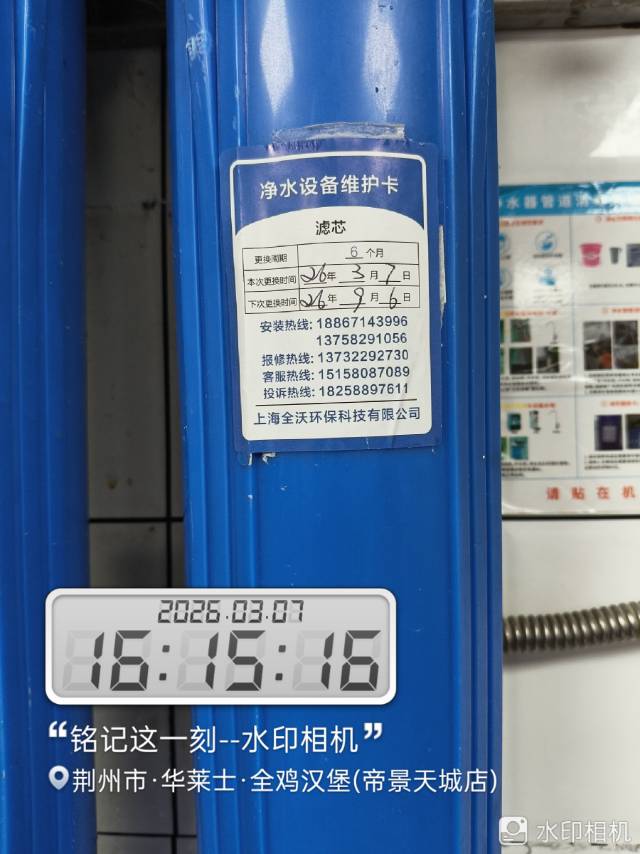 净水设备维护卡
滤芯
更换周期 6 个月
本次更换时间 26 年 3 月 7 日
下次更换时间 26 年 9 月 6 日
安装热线: 18867143996
13758291056
报修热线: 13732292730
客服热线: 15158087089
投诉热线: 18258897611
上海全沃环保科技有限公司
水器管道清
请贴在机
2026.03.07
16:15:16
“铭记这一刻--水印相机”
荆州市·华莱士·全鸡汉堡(帝景天城店)
水印相机